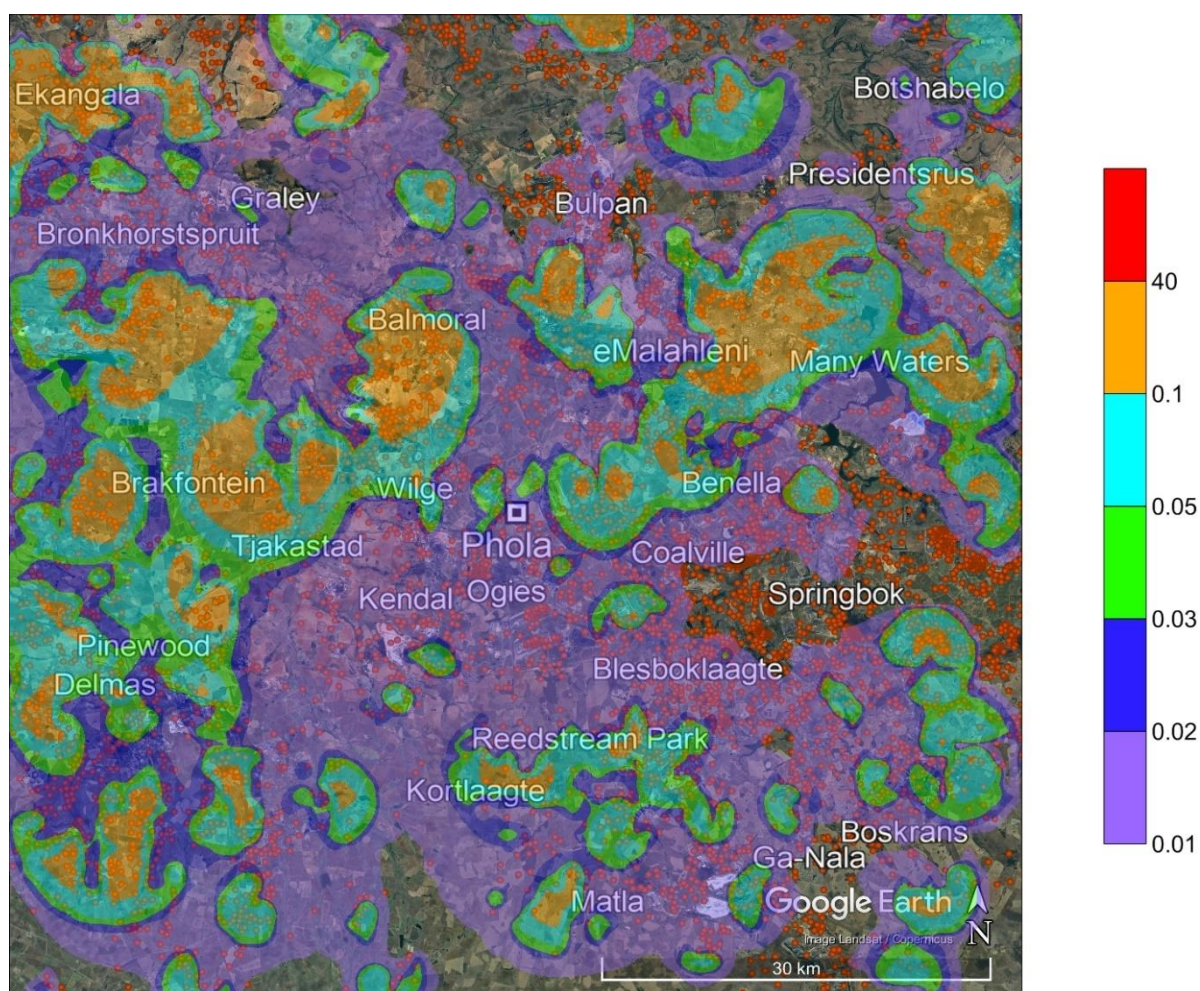 Ekangala
Botshabelo
Presidentsrus
Graley
Bulpan
Bronkhorstspruit
40
Balmoral
eMalahleni
Many Waters
0.1
Brakfontein
Wilge
Benella
0.05
Tjakastad
Phola
Coalville
Kendal
Ogies
Springbok
0.03
Pinewood
Blesboklaagte
Delmas
Reedstream Park
0.02
Kortlaagte
Boskrans
0.01
Ga-Nala
Matla
Google Earth
Image Landsat / Copernicus
N
30 km